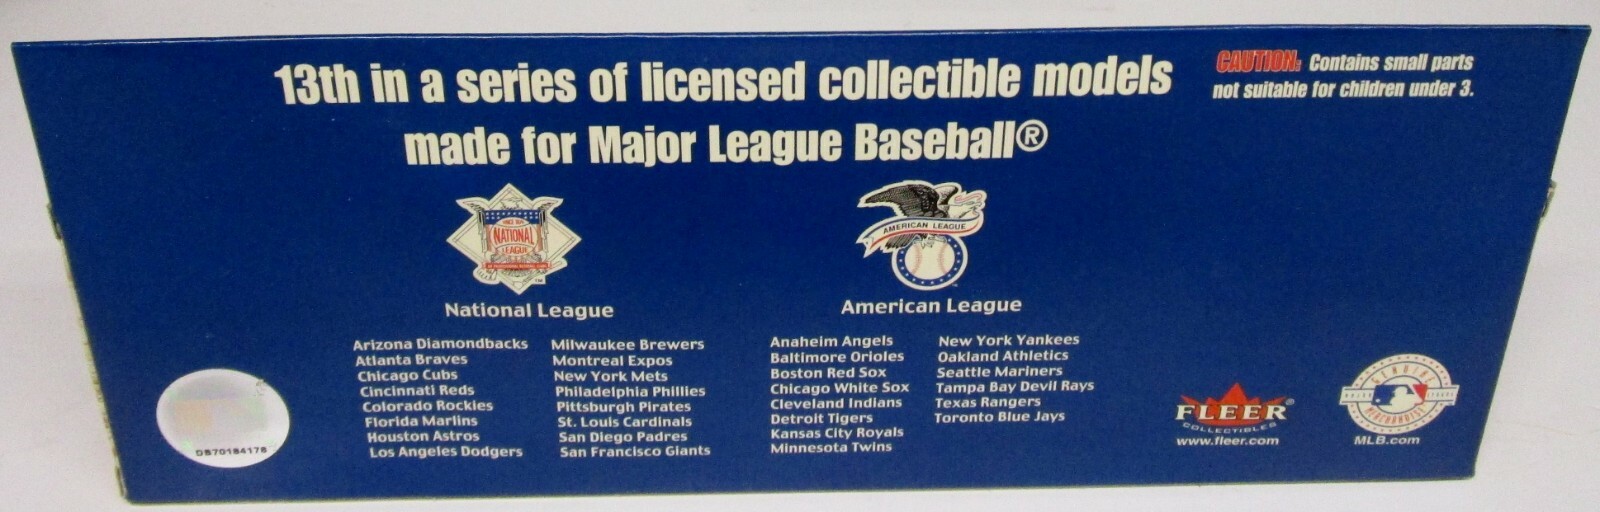 13th in a series of licensed collectible models
made for Major League Baseball®
CAUTION: Contains small parts
not suitable for children under 3.
NATIONAL
LEAGUE
TM
National League
Arizona Diamondbacks
Atlanta Braves
Chicago Cubs
Cincinnati Reds
Colorado Rockies
Florida Marlins
Houston Astros
Los Angeles Dodgers
Milwaukee Brewers
Montreal Expos
New York Mets
Philadelphia Phillies
Pittsburgh Pirates
St. Louis Cardinals
San Diego Padres
San Francisco Giants
AMERICAN LEAGUE
American League
Anaheim Angels
Baltimore Orioles
Boston Red Sox
Chicago White Sox
Cleveland Indians
Detroit Tigers
Kansas City Royals
Minnesota Twins
New York Yankees
Oakland Athletics
Seattle Mariners
Tampa Bay Devil Rays
Texas Rangers
Toronto Blue Jays
DB70184178
FLEER®
COLLECTIBLES
www.fleer.com
GENUINE
MAJOR LEAGUE
MERCHANDISE
MLB.com